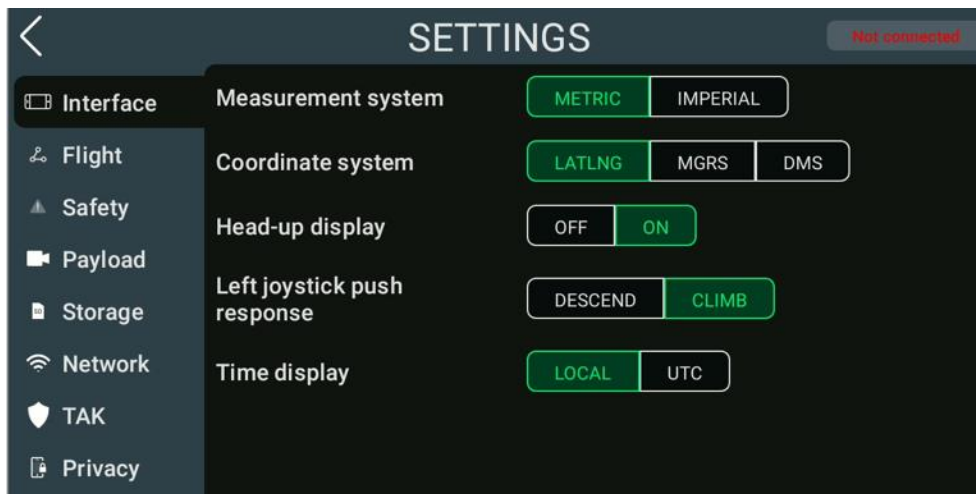 SETTINGS
Not connected
Interface
Flight
Safety
Payload
Storage
Network
TAK
Privacy
Measurement system
METRIC
IMPERIAL
Coordinate system
LATLNG
MGRS
DMS
Head-up display
OFF
ON
Left joystick push
response
DESCEND
CLIMB
Time display
LOCAL
UTC